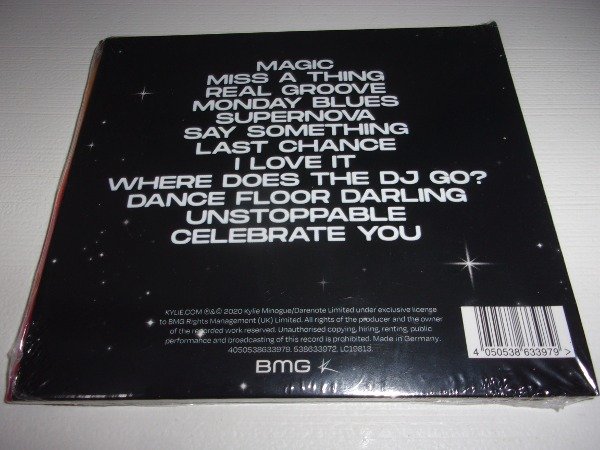 MAGIC
MISS A THING
REAL GROOVE
MONDAY BLUES
SUPERNOVA
SAY SOMETHING
LAST CHANCE
I LOVE IT
WHERE DOES THE DJ GO?
DANCE FLOOR DARLING
UNSTOPPABLE
CELEBRATE YOU
KYLIE.COM ℗&© 2020 Kylie Minogue/Darenote Limited under exclusive license
to BMG Rights Management (UK) Limited. All rights of the producer and the owner
of the recorded work reserved. Unauthorised copying, hiring, renting, public
performance and broadcasting of this record is prohibited. Made in Germany.
4050538633979. 538633972. LC19813.
BMG K
4 050538 633979 >